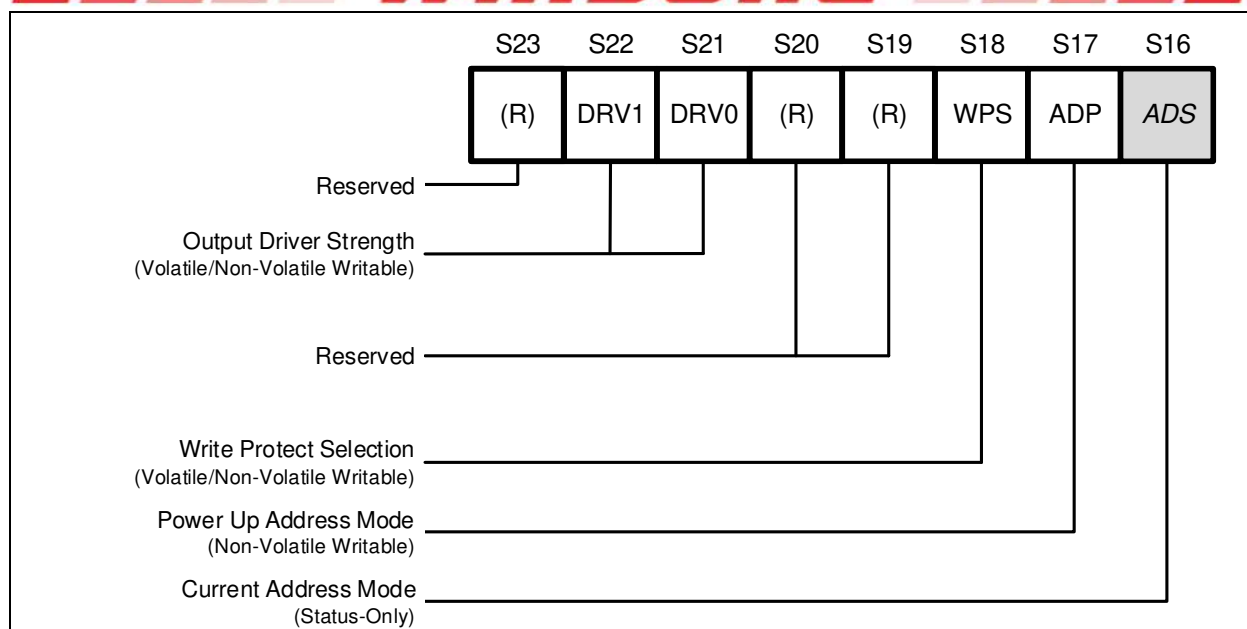 S23 S22 S21 S20 S19 S18 S17 S16
(R) DRV1 DRV0 (R) (R) WPS ADP ADS
Reserved
Output Driver Strength
(Volatile/Non-Volatile Writable)
Reserved
Write Protect Selection
(Volatile/Non-Volatile Writable)
Power Up Address Mode
(Non-Volatile Writable)
Current Address Mode
(Status-Only)